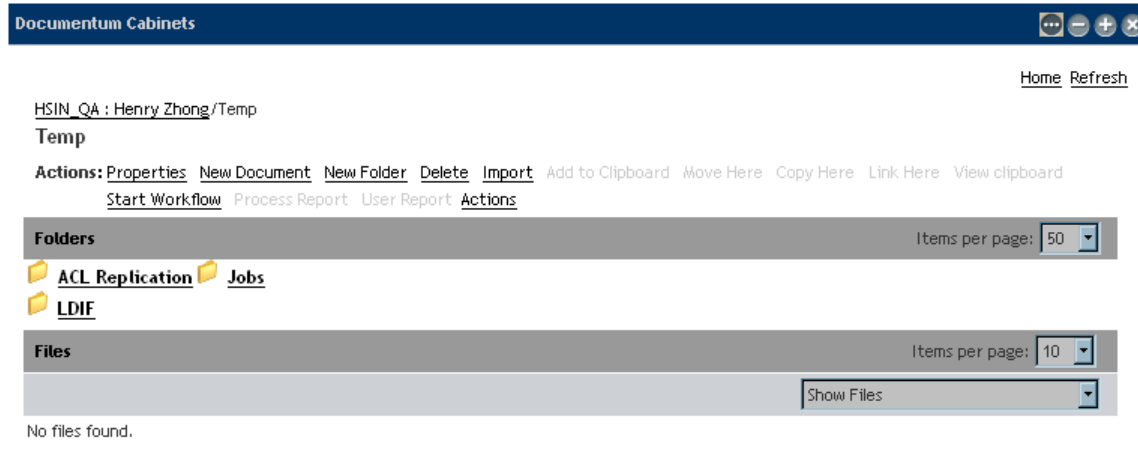 Documentum Cabinets
Home Refresh
HSIN_QA : Henry Zhong/Temp
Temp
Actions: Properties New Document New Folder Delete Import Add to Clipboard Move Here Copy Here Link Here View clipboard
Start Workflow Process Report User Report Actions
Folders Items per page: 50
ACL Replication Jobs
LDIF
Files Items per page: 10
Show Files
No files found.